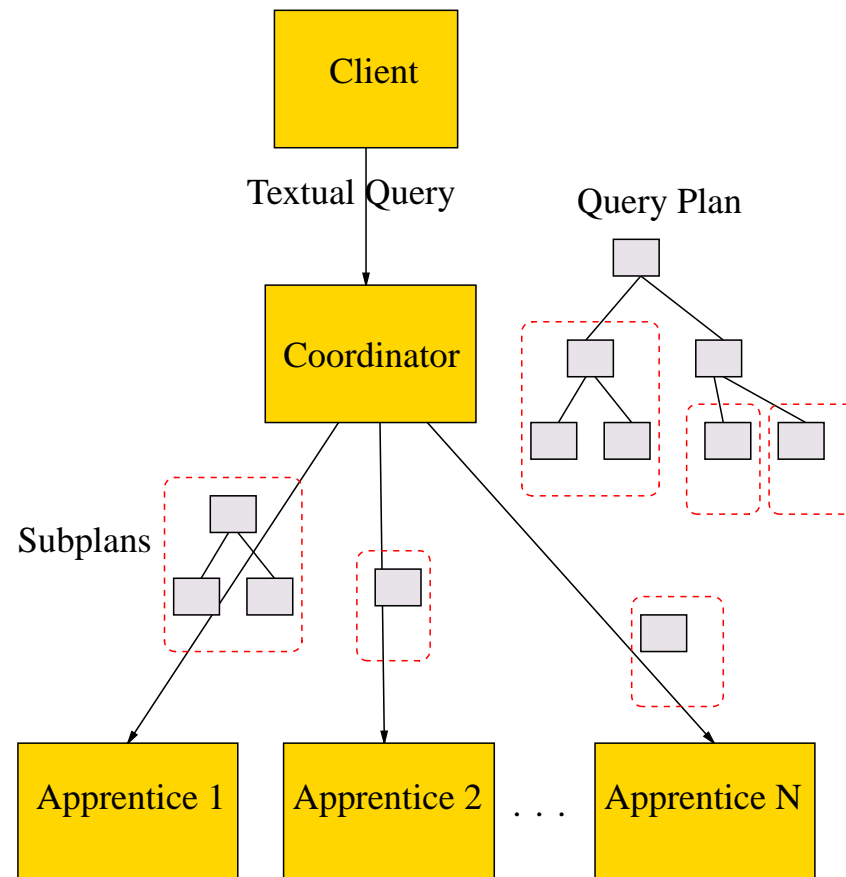 Client
Textual Query
Query Plan
Coordinator
Subplans
Apprentice 1
Apprentice 2
. . .
Apprentice N